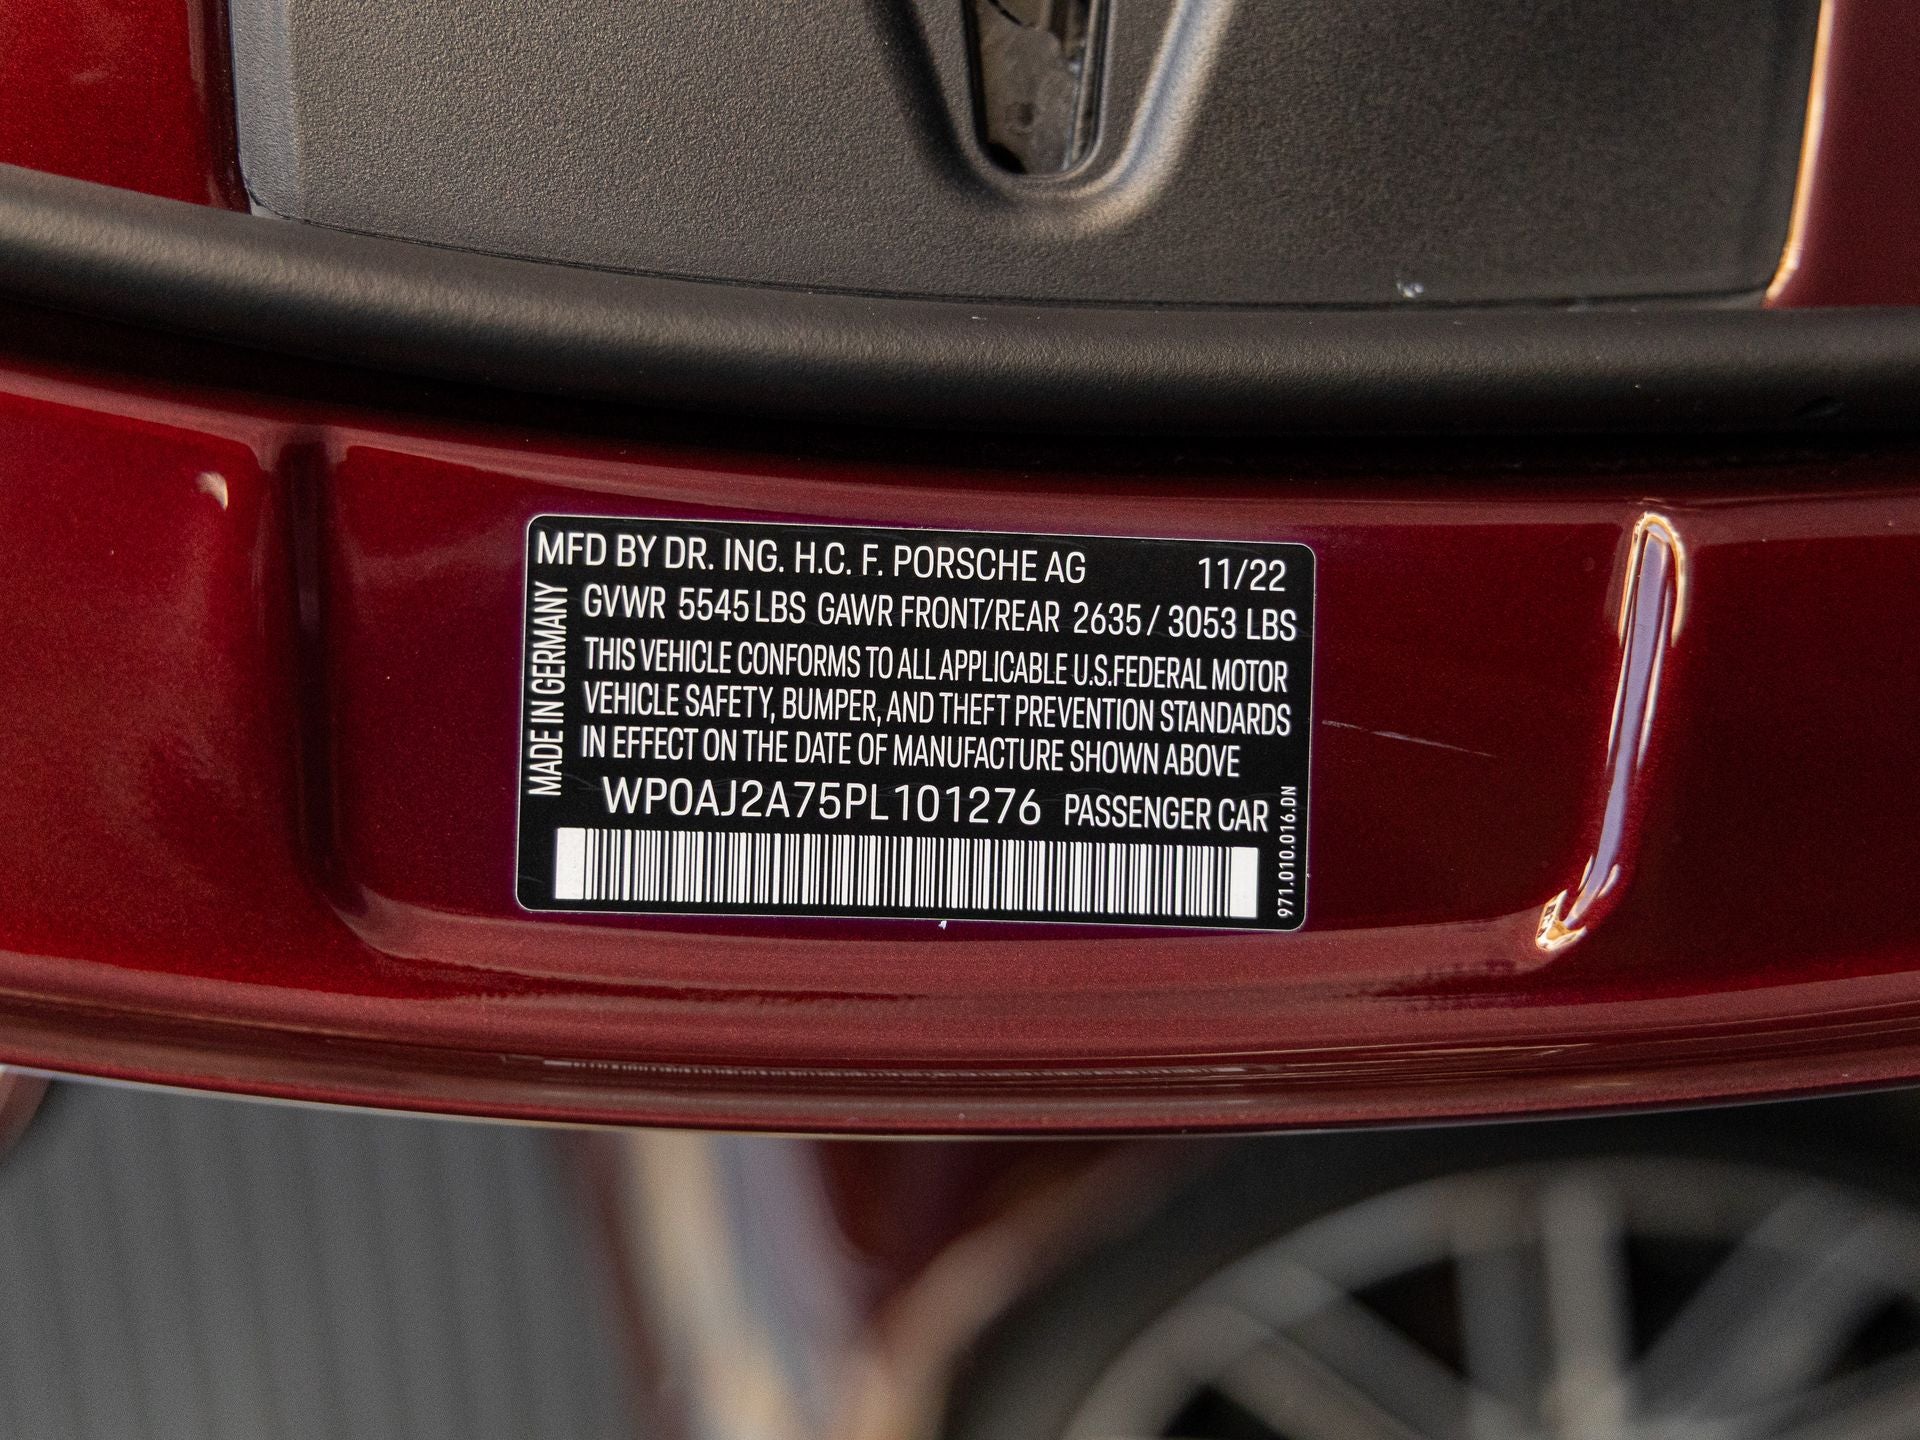 MFD BY DR. ING. H.C. F. PORSCHE AG 11/22
GVWR 5545 LBS GAWR FRONT/REAR 2635 / 3053 LBS
THIS VEHICLE CONFORMS TO ALL APPLICABLE U.S.FEDERAL MOTOR
VEHICLE SAFETY, BUMPER, AND THEFT PREVENTION STANDARDS
IN EFFECT ON THE DATE OF MANUFACTURE SHOWN ABOVE
WP0AJ2A75PL101276 PASSENGER CAR
MADE IN GERMANY
971.010.016.DN